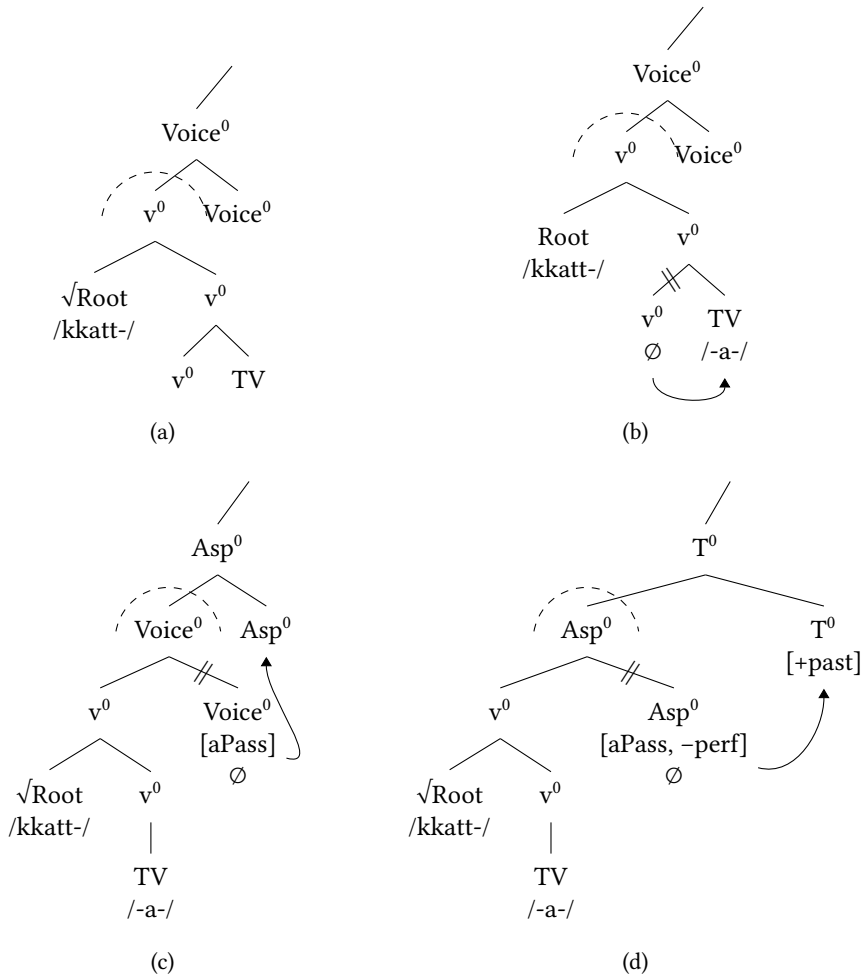 Voice⁰
v⁰ Voice⁰
√Root v⁰
/kkatt-/
v⁰ TV
(a)
Voice⁰
v⁰ Voice⁰
Root v⁰
/kkatt-/
v⁰ TV
∅ /-a-/
(b)
Asp⁰
Voice⁰ Asp⁰
v⁰ Voice⁰
[aPass]
∅
√Root v⁰
/kkatt-/
TV
/-a-/
(c)
T⁰
Asp⁰ T⁰
[+past]
v⁰ Asp⁰
[aPass, –perf]
∅
√Root v⁰
/kkatt-/
TV
/-a-/
(d)